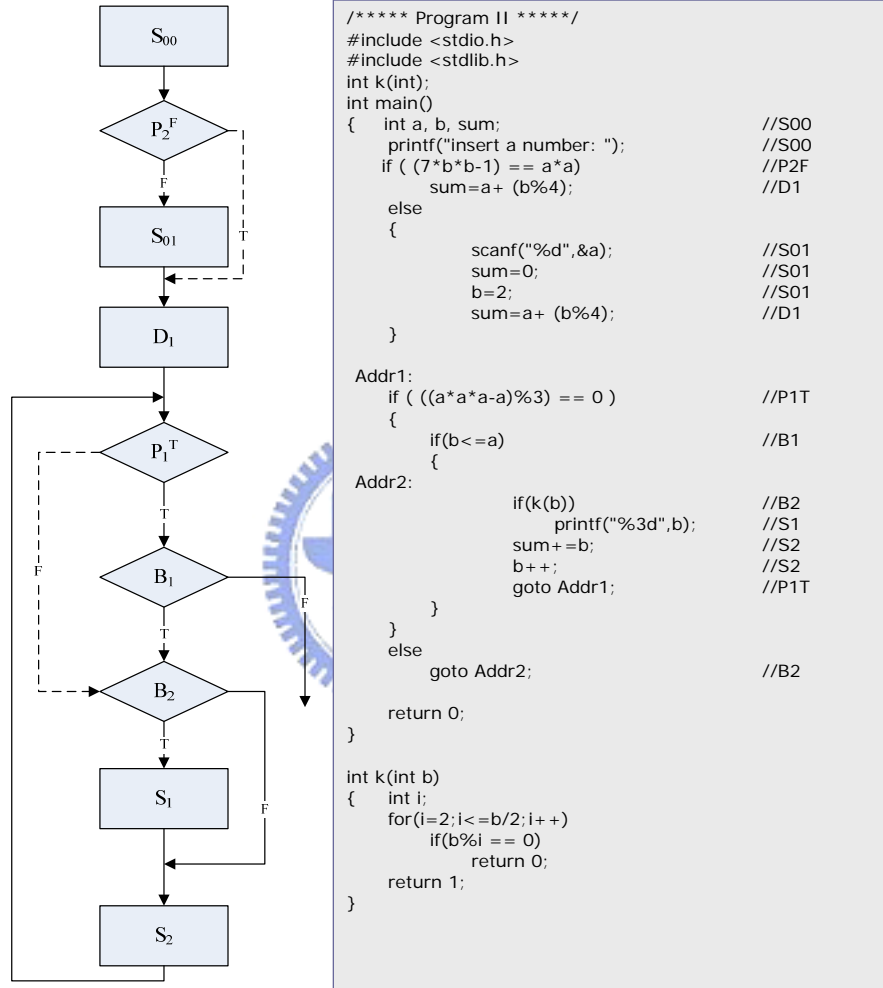 S00
P2F
F
T
S01
D1
P1T
T
F
B1
F
T
B2
T
F
S1
S2
/***** Program II *****/
#include <stdio.h>
#include <stdlib.h>
int k(int);
int main()
{ int a, b, sum; //S00
printf("insert a number: "); //S00
if ( (7*b*b-1) == a*a) //P2F
sum=a+ (b%4); //D1
else
{
scanf("%d",&a); //S01
sum=0; //S01
b=2; //S01
sum=a+ (b%4); //D1
}
Addr1:
if ( ((a*a*a-a)%3) == 0 ) //P1T
{
if(b<=a) //B1
{
Addr2:
if(k(b)) //B2
printf("%3d",b); //S1
sum+=b; //S2
b++; //S2
goto Addr1; //P1T
}
}
else
goto Addr2; //B2
return 0;
}
int k(int b)
{ int i;
for(i=2;i<=b/2;i++)
if(b%i == 0)
return 0;
return 1;
}